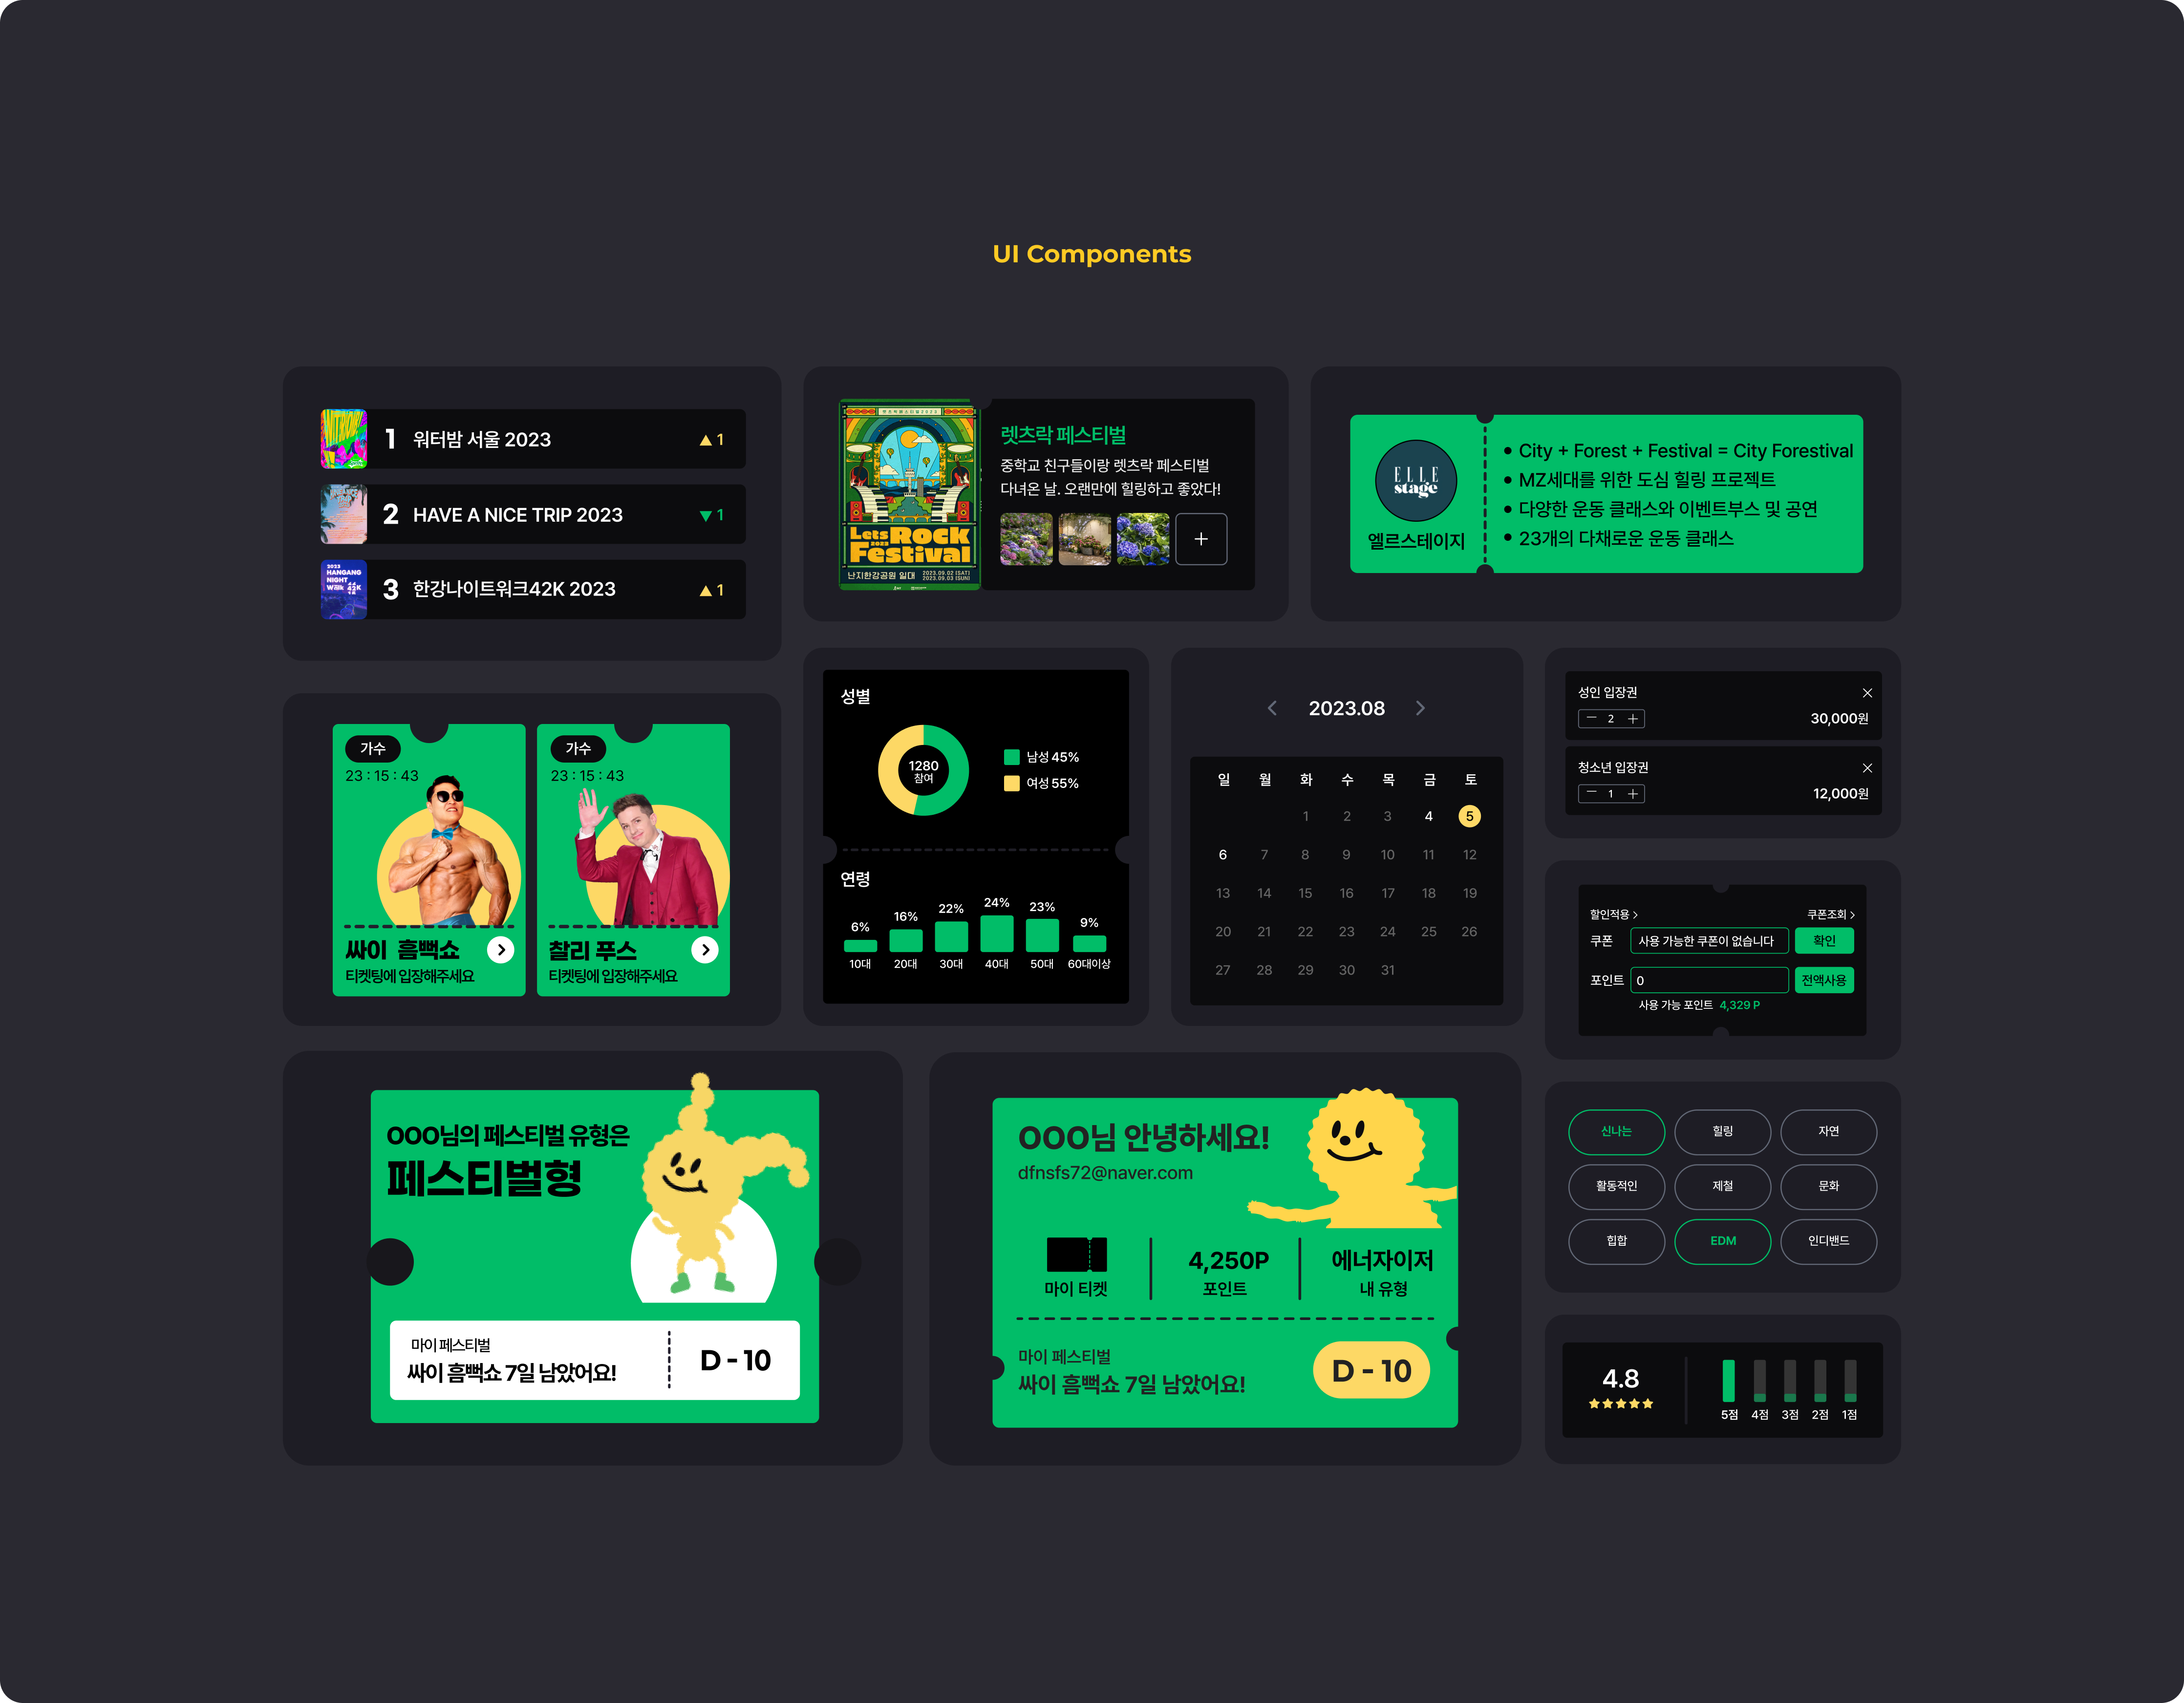 UI Components
1 워터밤 서울 2023 ▲ 1
2 HAVE A NICE TRIP 2023 ▼ 1
2023
HANGANG
NIGHT
Walk 42K
3 한강나이트워크42K 2023 ▲ 1
렛츠락페스티벌2023
Lets ROCK
2023
Festival
난지한강공원 일대 2023.09.02 (SAT)
2023.09.03 (SUN)
렛츠락 페스티벌
중학교 친구들이랑 렛츠락 페스티벌
다녀온 날. 오랜만에 힐링하고 좋았다!
+
ELLE
stage
엘르스테이지
• City + Forest + Festival = City Forestival
• MZ세대를 위한 도심 힐링 프로젝트
• 다양한 운동 클래스와 이벤트부스 및 공연
• 23개의 다채로운 운동 클래스
가수
23 : 15 : 43
싸이 흠뻑쇼
티켓팅에 입장해주세요
가수
23 : 15 : 43
찰리 푸스
티켓팅에 입장해주세요
성별
1280
참여
남성 45%
여성 55%
연령
6% 16% 22% 24% 23% 9%
10대 20대 30대 40대 50대 60대이상
2023.08
일 월 화 수 목 금 토
1 2 3 4 5
6 7 8 9 10 11 12
13 14 15 16 17 18 19
20 21 22 23 24 25 26
27 28 29 30 31
성인 입장권
2 30,000원
청소년 입장권
1 12,000원
할인적용 쿠폰조회
쿠폰 사용 가능한 쿠폰이 없습니다 확인
포인트 0 전액사용
사용 가능 포인트 4,329 P
OOO님의 페스티벌 유형은
페스티벌형
마이 페스티벌
싸이 흠뻑쇼 7일 남았어요!
D - 10
OOO님 안녕하세요!
dfnsfs72@naver.com
마이 티켓
4,250P
포인트
에너자이저
내 유형
마이 페스티벌
싸이 흠뻑쇼 7일 남았어요!
D - 10
신나는 힐링 자연
활동적인 제철 문화
힙합 EDM 인디밴드
4.8
5점 4점 3점 2점 1점